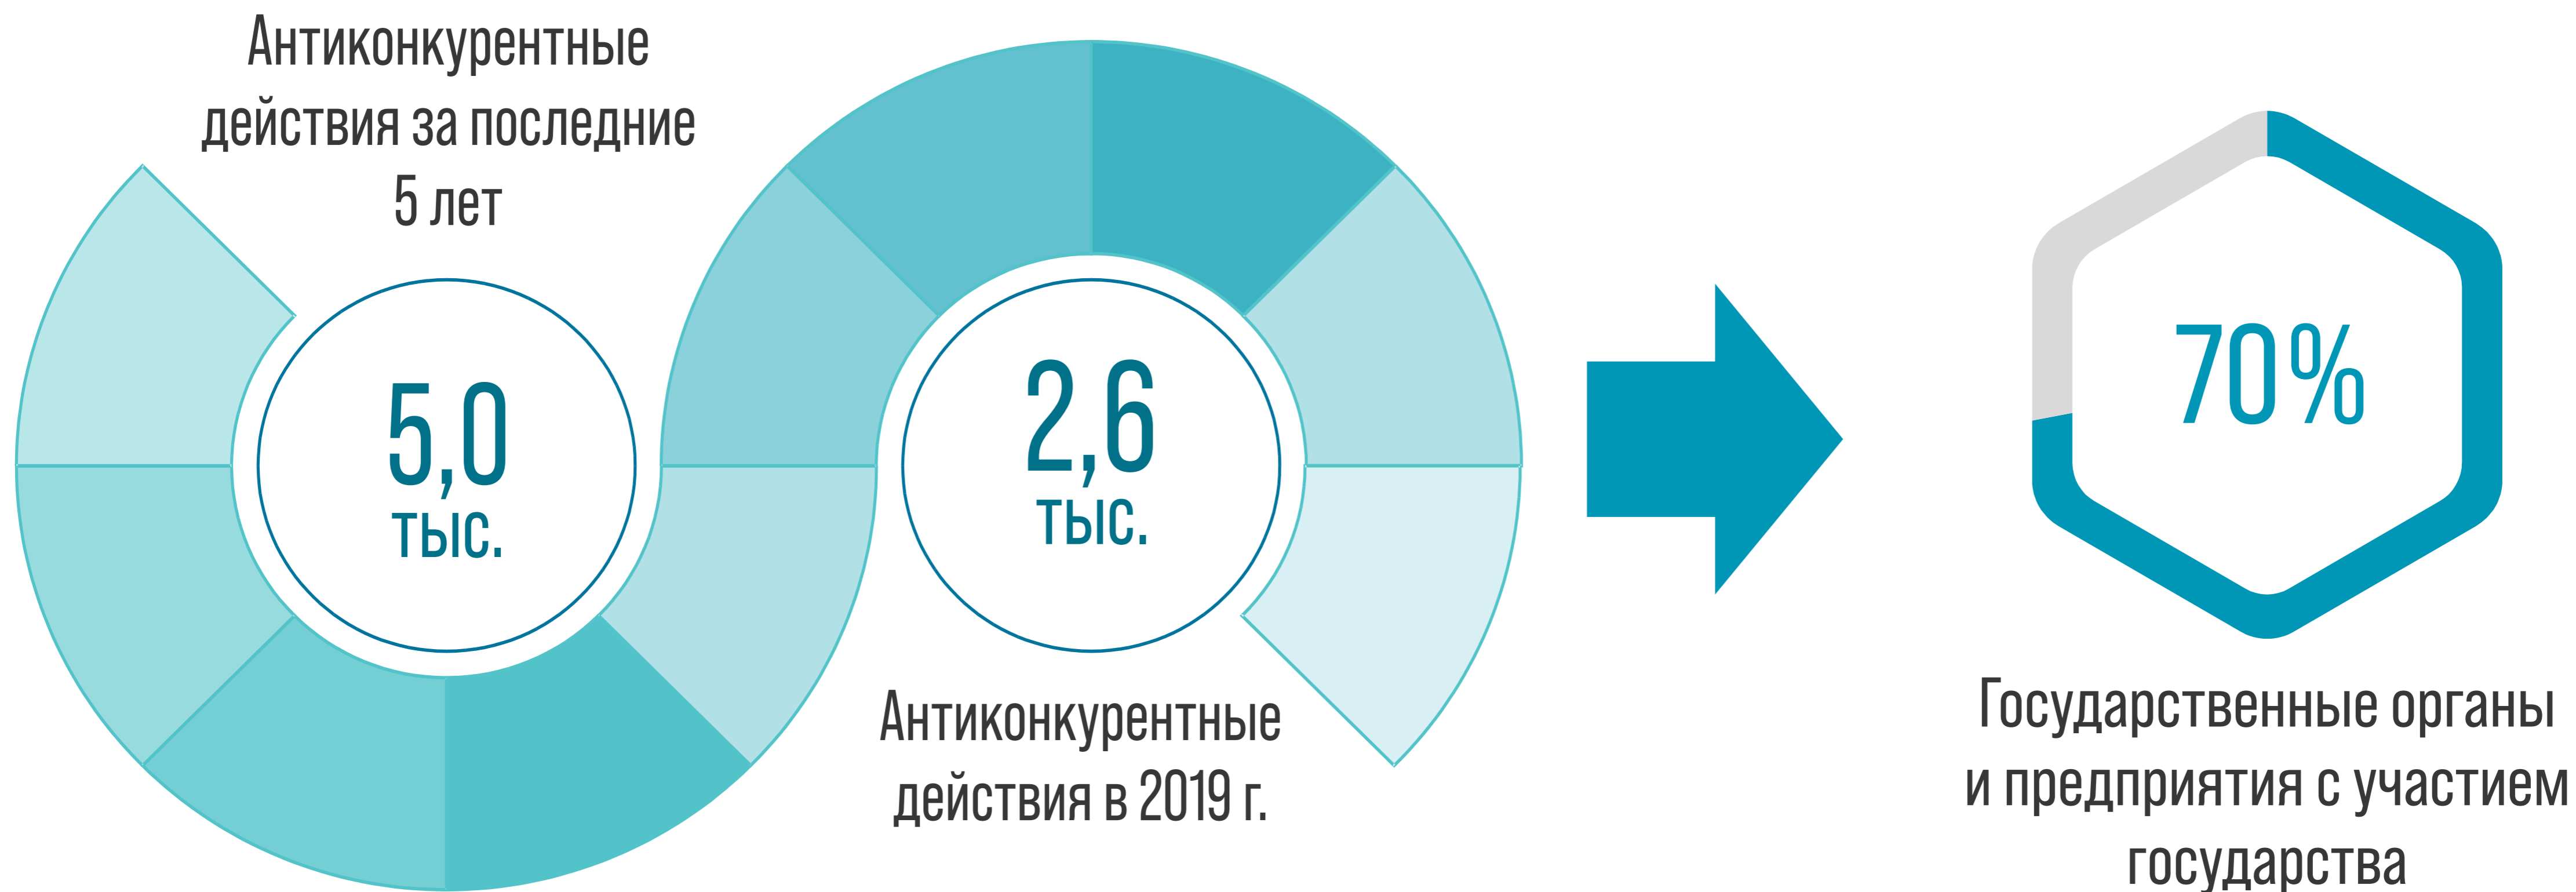 Антиконкурентные
действия за последние
5 лет
5,0
тыс.
2,6
тыс.
Антиконкурентные
действия в 2019 г.
70%
Государственные органы
и предприятия с участием
государства